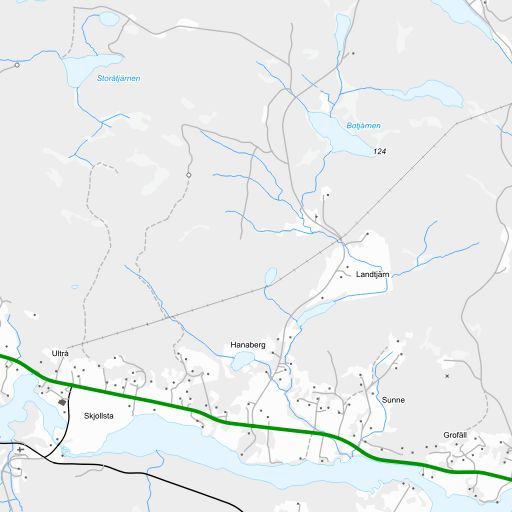 Storåtjärnen
Botjärnen
124
Landtjärn
Hanaberg
Ultrå
Sunne
Skjollsta
Grofäll